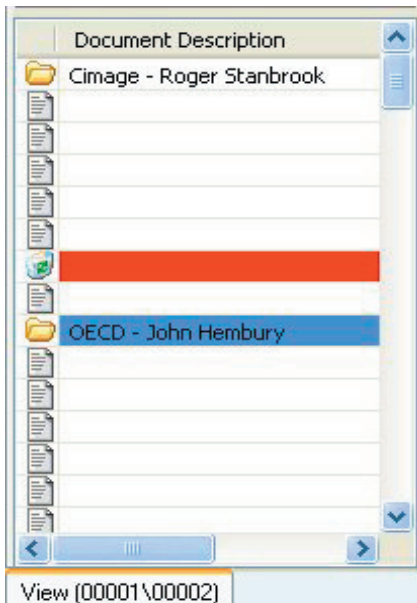 Document Description
Cimage - Roger Stanbrook
OECD - John Hembury
View (00001\00002)